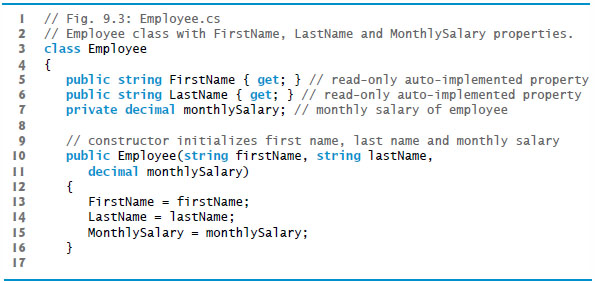 1 // Fig. 9.3: Employee.cs
2 // Employee class with FirstName, LastName and MonthlySalary properties.
3 class Employee
4 {
5 public string FirstName { get; } // read-only auto-implemented property
6 public string LastName { get; } // read-only auto-implemented property
7 private decimal monthlySalary; // monthly salary of employee
8
9 // constructor initializes first name, last name and monthly salary
10 public Employee(string firstName, string lastName,
11 decimal monthlySalary)
12 {
13 FirstName = firstName;
14 LastName = lastName;
15 MonthlySalary = monthlySalary;
16 }
17